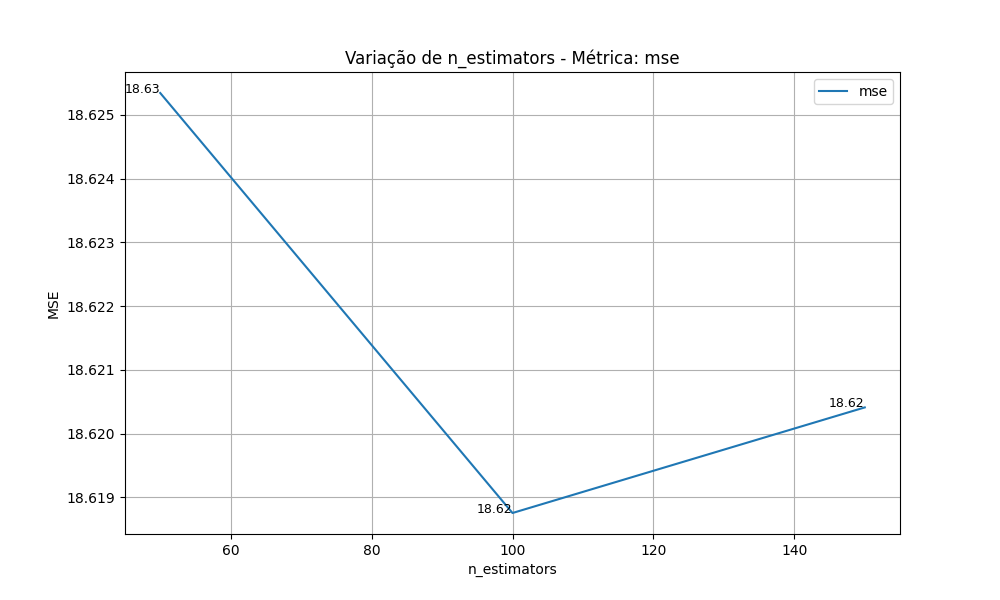 Variação de n_estimators - Métrica: mse
mse
18.63
18.62
18.62
18.625
18.624
18.623
18.622
18.621
18.620
18.619
MSE
60 80 100 120 140
n_estimators